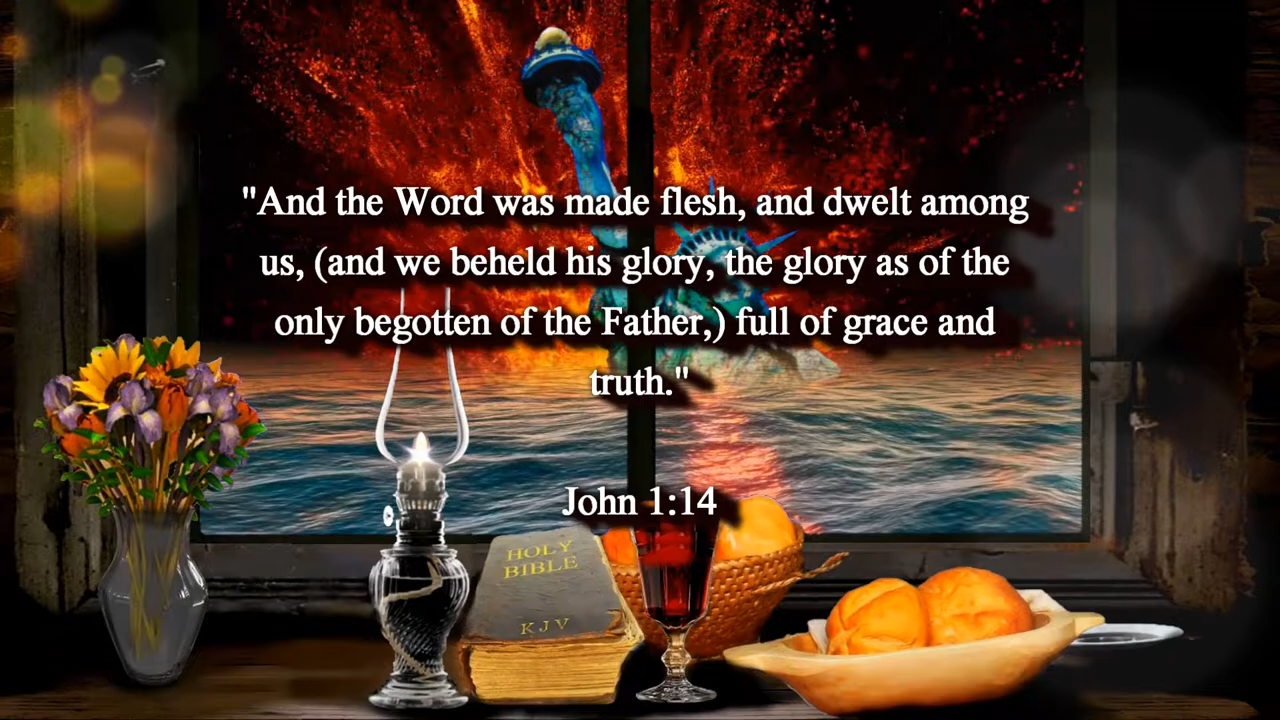 "And the Word was made flesh, and dwelt among
us, (and we beheld his glory, the glory as of the
only begotten of the Father,) full of grace and
truth."
John 1:14
HOLY
BIBLE
KJV